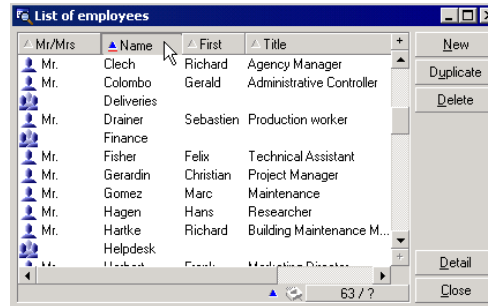 List of employees
Mr/Mrs Name First Title +
Mr. Clech Richard Agency Manager
Mr. Colombo Gerald Administrative Controller
Deliveries
Mr. Drainer Sebastien Production worker
Finance
Mr. Fisher Felix Technical Assistant
Mr. Gerardin Christian Project Manager
Mr. Gomez Marc Maintenance
Mr. Hagen Hans Researcher
Mr. Hartke Richard Building Maintenance M...
Helpdesk
63 / ?
New
Duplicate
Delete
Detail
Close